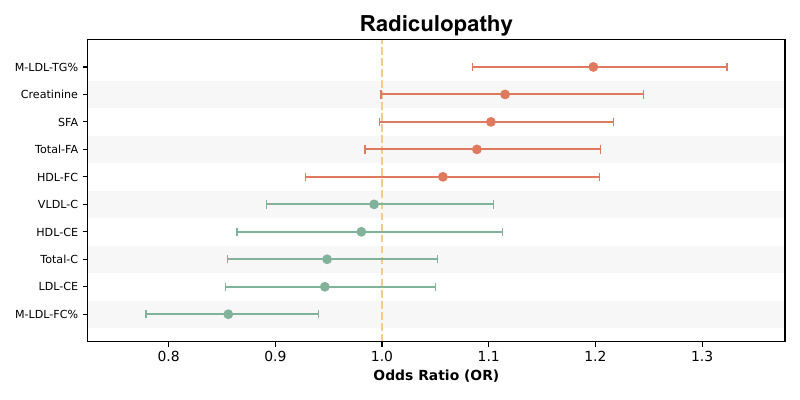 Radiculopathy
M-LDL-TG%
Creatinine
SFA
Total-FA
HDL-FC
VLDL-C
HDL-CE
Total-C
LDL-CE
M-LDL-FC%
0.8 0.9 1.0 1.1 1.2 1.3
Odds Ratio (OR)